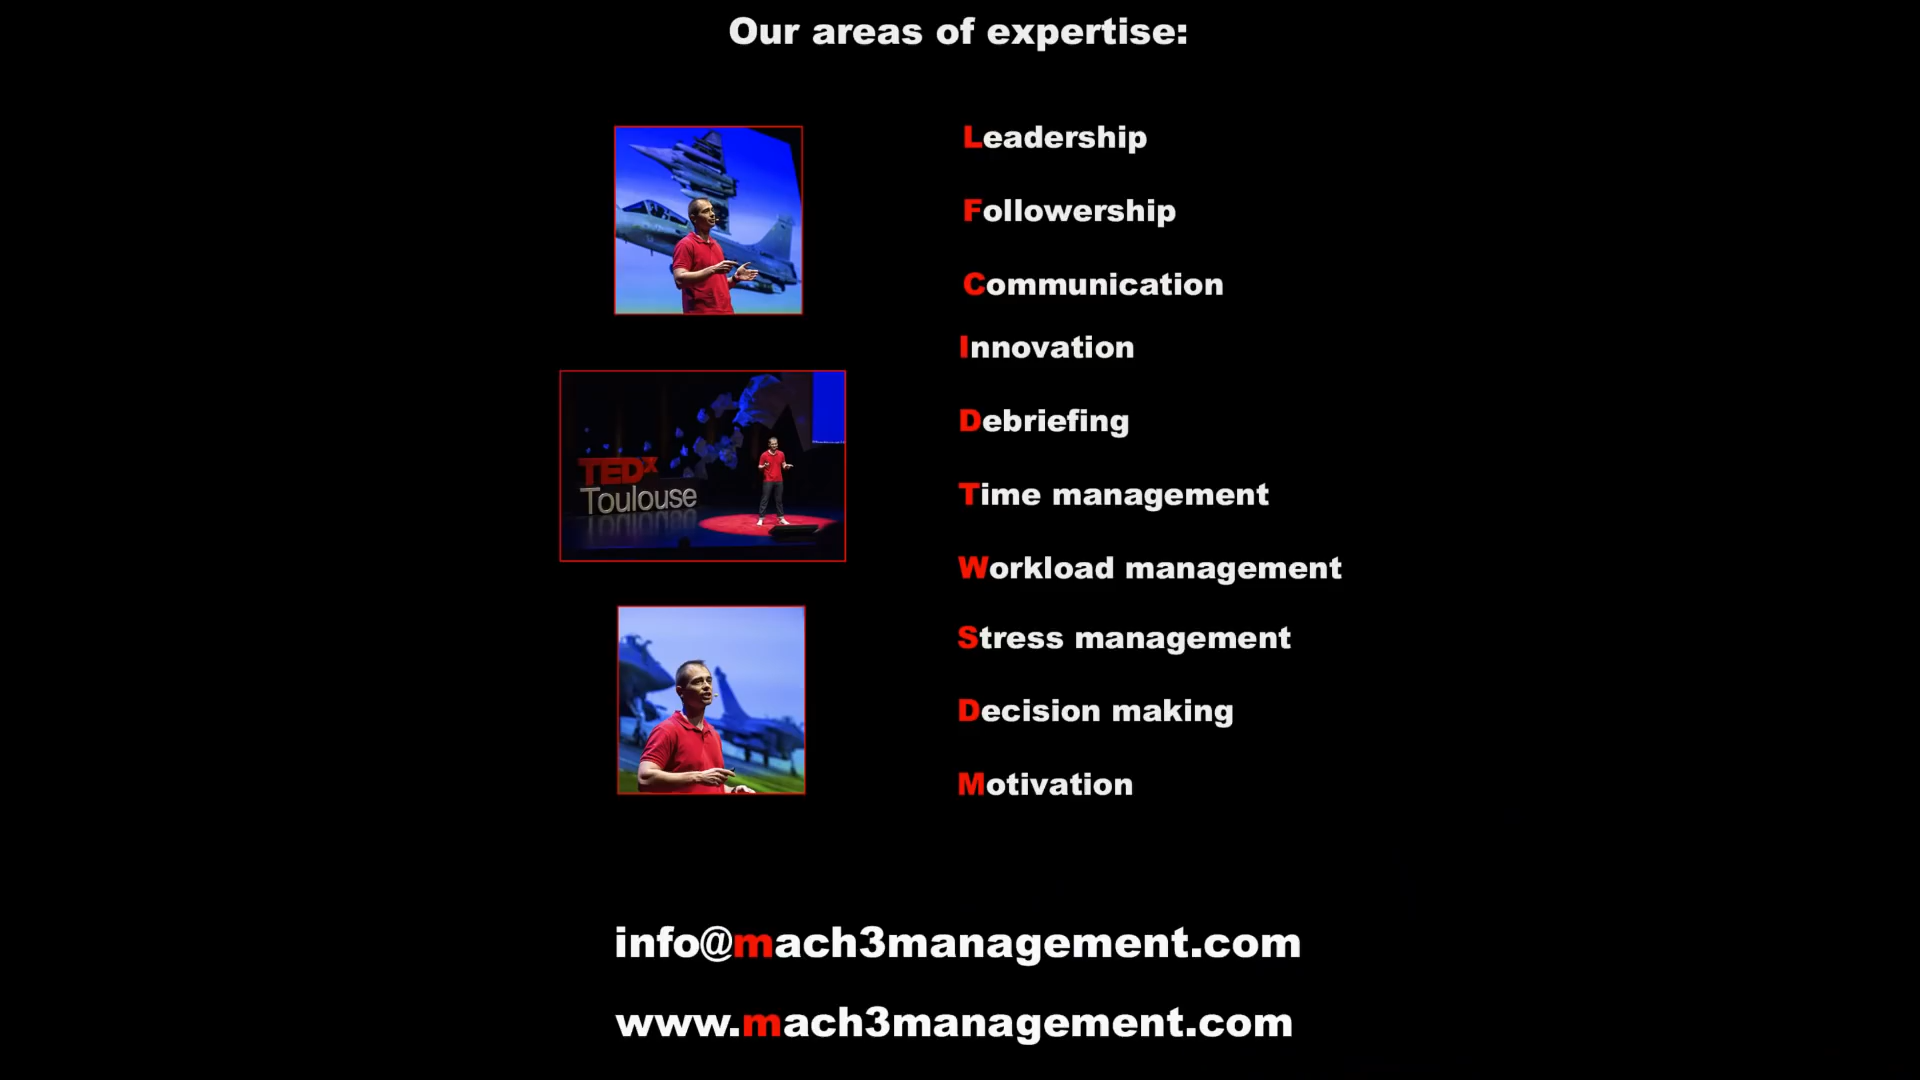 Our areas of expertise:
Leadership
Followership
Communication
Innovation
Debriefing
Time management
Workload management
Stress management
Decision making
Motivation
TEDx
Toulouse
info@mach3management.com
www.mach3management.com